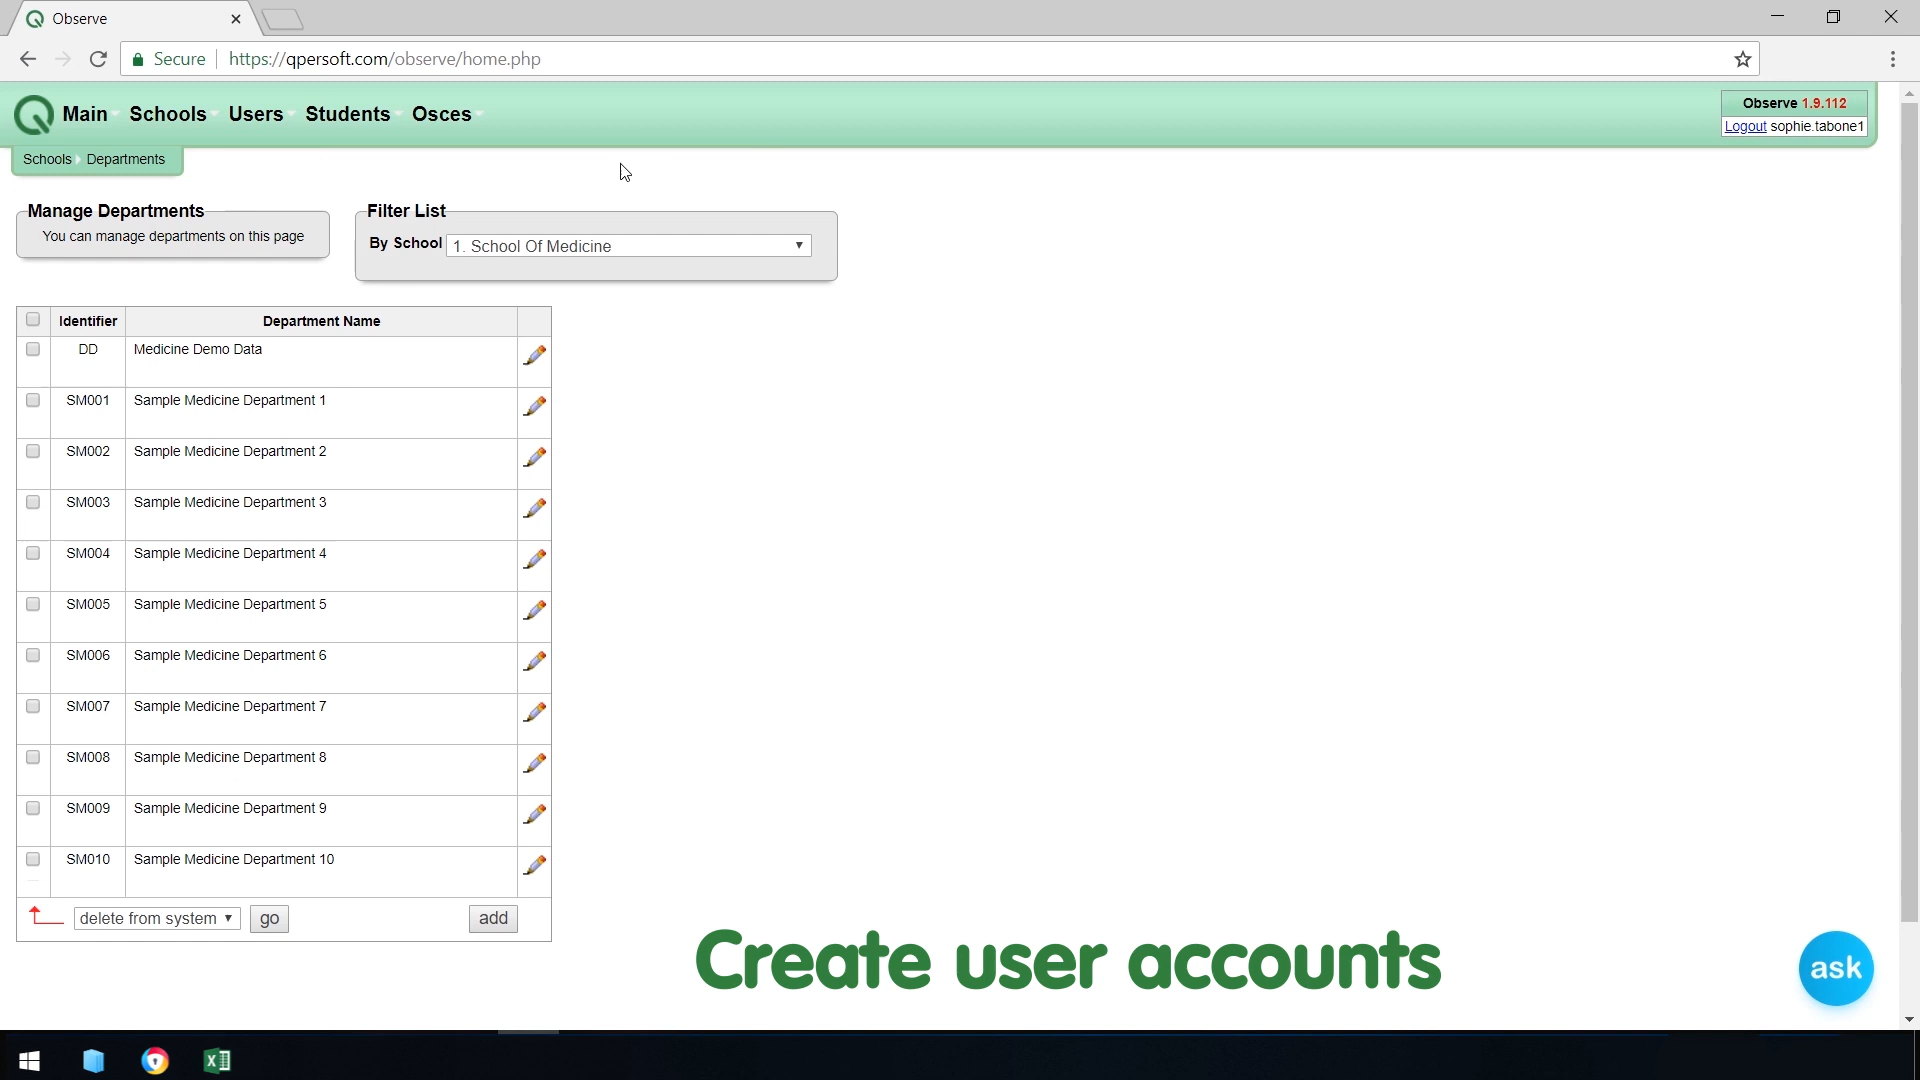 Observe
Secure https://qpersoft.com/observe/home.php
Main Schools Users Students Osces
Observe 1.9.112
Logout sophie.tabone1
Schools Departments
Manage Departments
You can manage departments on this page
Filter List
By School 1. School Of Medicine
Identifier Department Name
DD Medicine Demo Data
SM001 Sample Medicine Department 1
SM002 Sample Medicine Department 2
SM003 Sample Medicine Department 3
SM004 Sample Medicine Department 4
SM005 Sample Medicine Department 5
SM006 Sample Medicine Department 6
SM007 Sample Medicine Department 7
SM008 Sample Medicine Department 8
SM009 Sample Medicine Department 9
SM010 Sample Medicine Department 10
delete from system go add
Create user accounts
ask